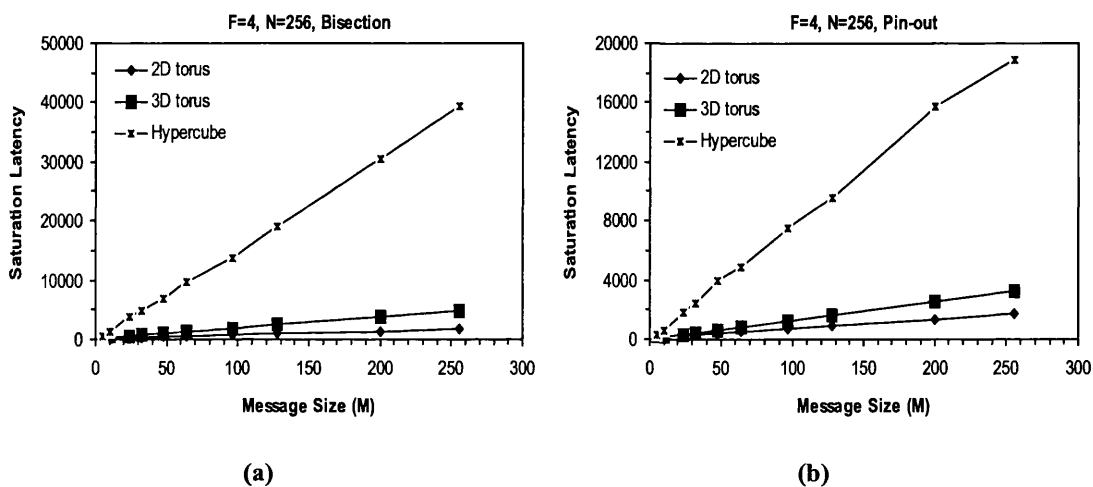 F=4, N=256, Bisection
50000
40000
30000
20000
10000
0
Saturation Latency
2D torus
3D torus
Hypercube
0 50 100 150 200 250 300
Message Size (M)
(a)
F=4, N=256, Pin-out
20000
16000
12000
8000
4000
0
Saturation Latency
2D torus
3D torus
Hypercube
0 50 100 150 200 250 300
Message Size (M)
(b)